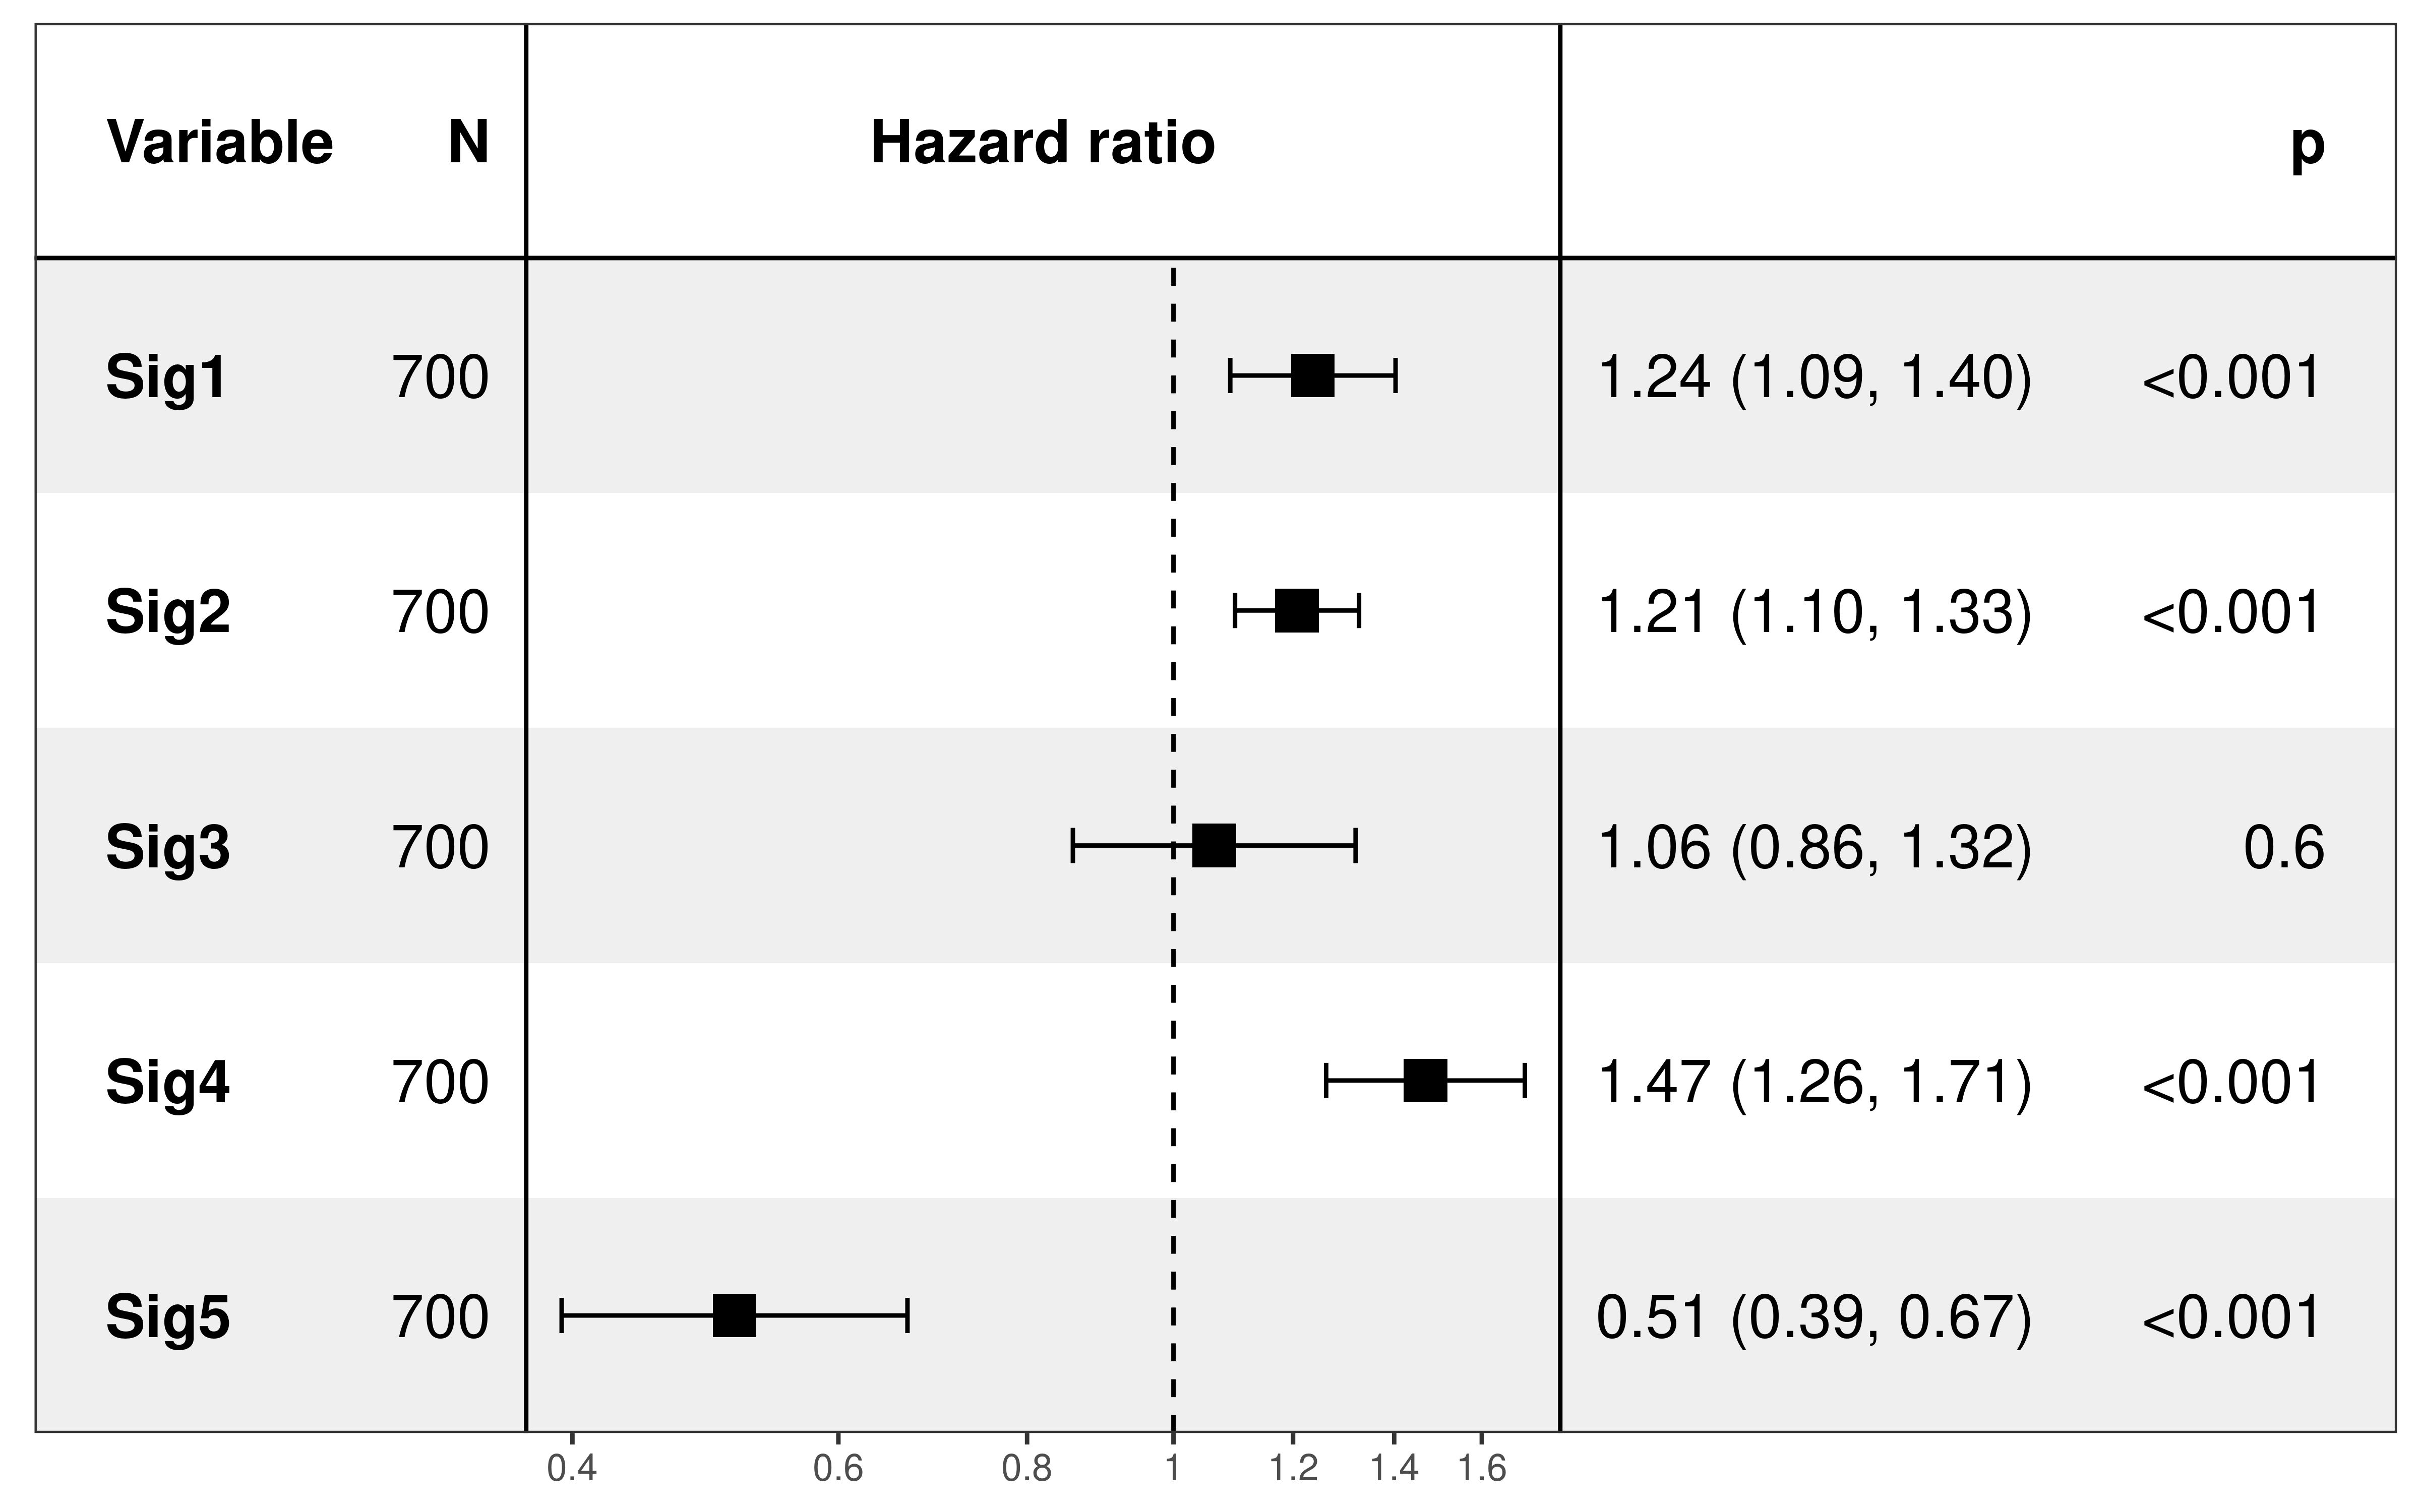 Variable N Hazard ratio p
Sig1 700 1.24 (1.09, 1.40) <0.001
Sig2 700 1.21 (1.10, 1.33) <0.001
Sig3 700 1.06 (0.86, 1.32) 0.6
Sig4 700 1.47 (1.26, 1.71) <0.001
Sig5 700 0.51 (0.39, 0.67) <0.001
0.4 0.6 0.8 1 1.2 1.4 1.6